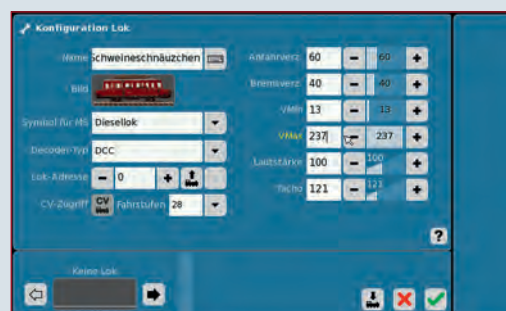 Konfiguration Lok
Name Schweineschnäuzchen
Bild
Symbol für MS Diesellok
Decoder-Typ DCC
Lok-Adresse - 0 +
CV-Zugriff CV Fahrstufen 28
Anfahrverz. 60 - 60 +
Bremsverz. 40 - 40 +
VMin 13 - 13 +
VMax 237 - 237 +
Lautstärke 100 - 100 +
Tacho 121 - 121 +
?
Keine Lok